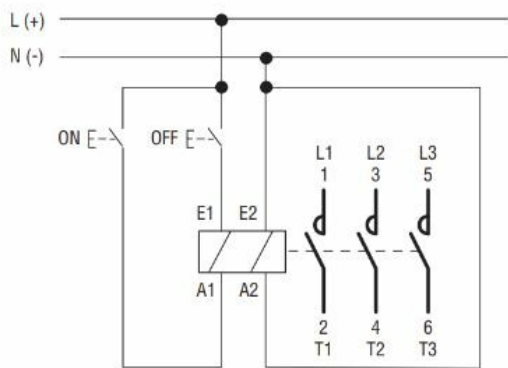 L (+)
N (-)
ON OFF
L1 L2 L3
1 3 5
E1 E2
A1 A2
2 4 6
T1 T2 T3